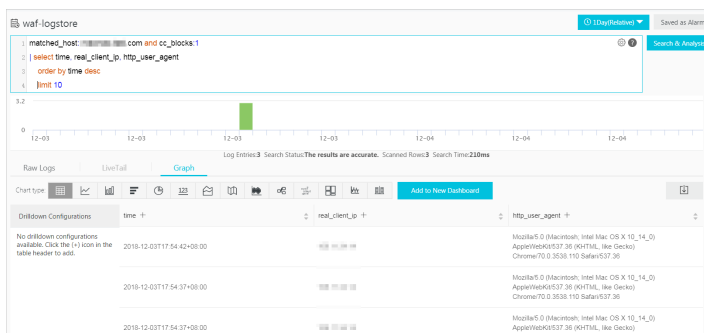 waf-logstore
1Day(Relative)
Saved as Alarm
1 matched_host: .com and cc_blocks:1
2 | select time, real_client_ip, http_user_agent
3 order by time desc
4 limit 10
Search & Analysis
3.2
0
12-03 12-03 12-03 12-03 12-04 12-04 12-04
Log Entries:3 Search Status:The results are accurate. Scanned Rows:3 Search Time:210ms
Raw Logs LiveTail Graph
Chart type: 123 Add to New Dashboard
Drilldown Configurations time + real_client_ip + http_user_agent +
No drilldown configurations
available. Click the (+) icon in the
table header to add.
2018-12-03T17:54:42+08:00
Mozilla/5.0 (Macintosh; Intel Mac OS X 10_14_0)
AppleWebKit/537.36 (KHTML, like Gecko)
Chrome/70.0.3538.110 Safari/537.36
2018-12-03T17:54:37+08:00
Mozilla/5.0 (Macintosh; Intel Mac OS X 10_14_0)
AppleWebKit/537.36 (KHTML, like Gecko)
Chrome/70.0.3538.110 Safari/537.36
2018-12-03T17:54:37+08:00
Mozilla/5.0 (Macintosh; Intel Mac OS X 10_14_0)
AppleWebKit/537.36 (KHTML, like Gecko)